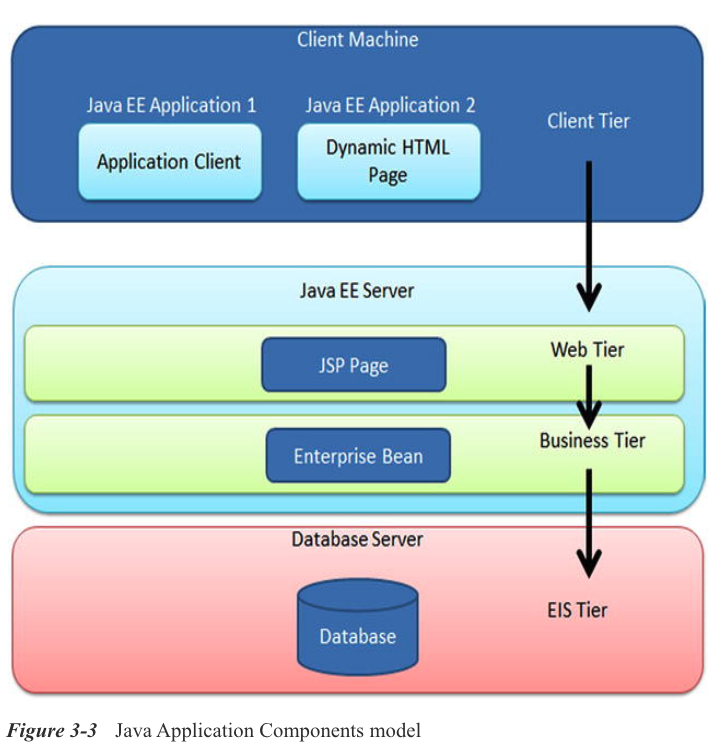 Client Machine
Java EE Application 1
Java EE Application 2
Client Tier
Application Client
Dynamic HTML
Page
Java EE Server
Web Tier
JSP Page
Business Tier
Enterprise Bean
Database Server
EIS Tier
Database
Figure 3-3 Java Application Components model